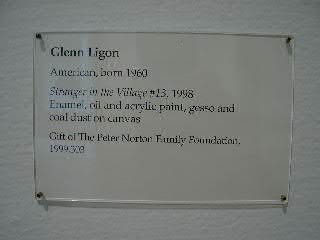 Glenn Ligon
American, born 1960
Stranger in the Village #13, 1998
Enamel, oil and acrylic paint, gesso and
coal dust on canvas
Gift of The Peter Norton Family Foundation,
1999.303